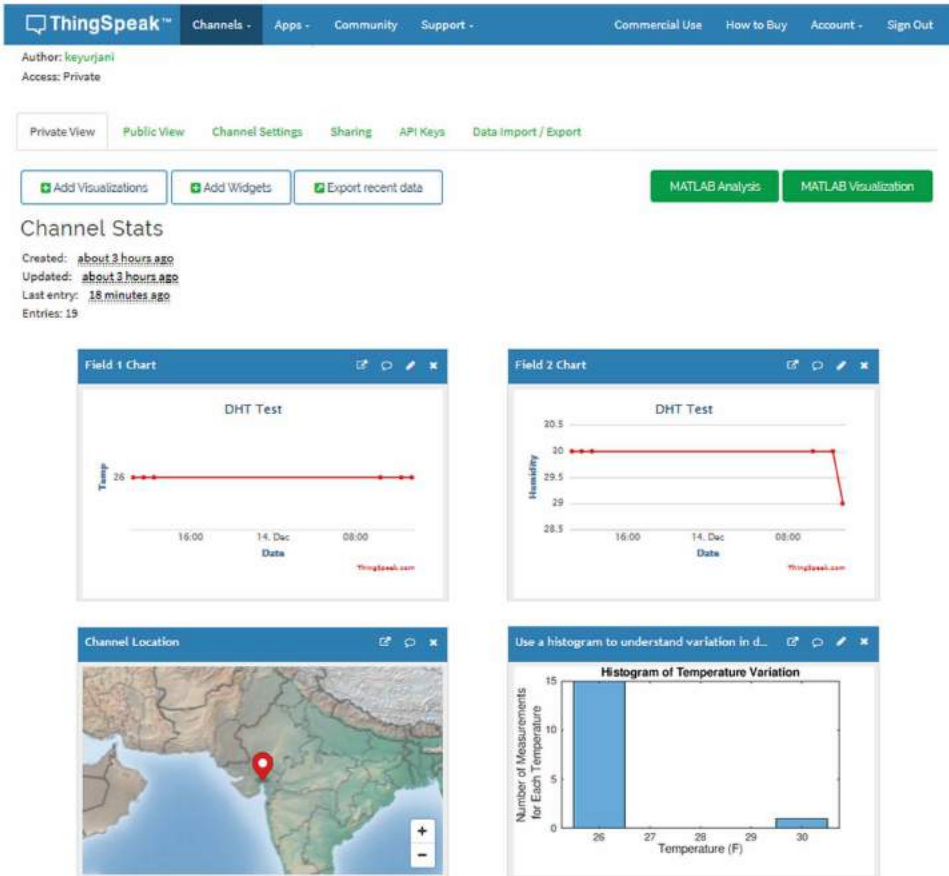 ThingSpeak™ Channels - Apps - Community Support - Commercial Use How to Buy Account - Sign Out
Author: keyurjani
Access: Private
Private View Public View Channel Settings Sharing API Keys Data Import / Export
Add Visualizations Add Widgets Export recent data MATLAB Analysis MATLAB Visualization
Channel Stats
Created: about 3 hours ago
Updated: about 3 hours ago
Last entry: 18 minutes ago
Entries: 19
Field 1 Chart
DHT Test
Temp
26
16:00 14. Dec 08:00
Date
ThingSpeak.com
Field 2 Chart
DHT Test
Humidity
30.5
30
29.5
29
28.5
16:00 14. Dec 08:00
Date
ThingSpeak.com
Channel Location
+
−
Use a histogram to understand variation in d...
Histogram of Temperature Variation
Number of Measurements
for Each Temperature
15
10
5
0
26 27 28 29 30
Temperature (F)